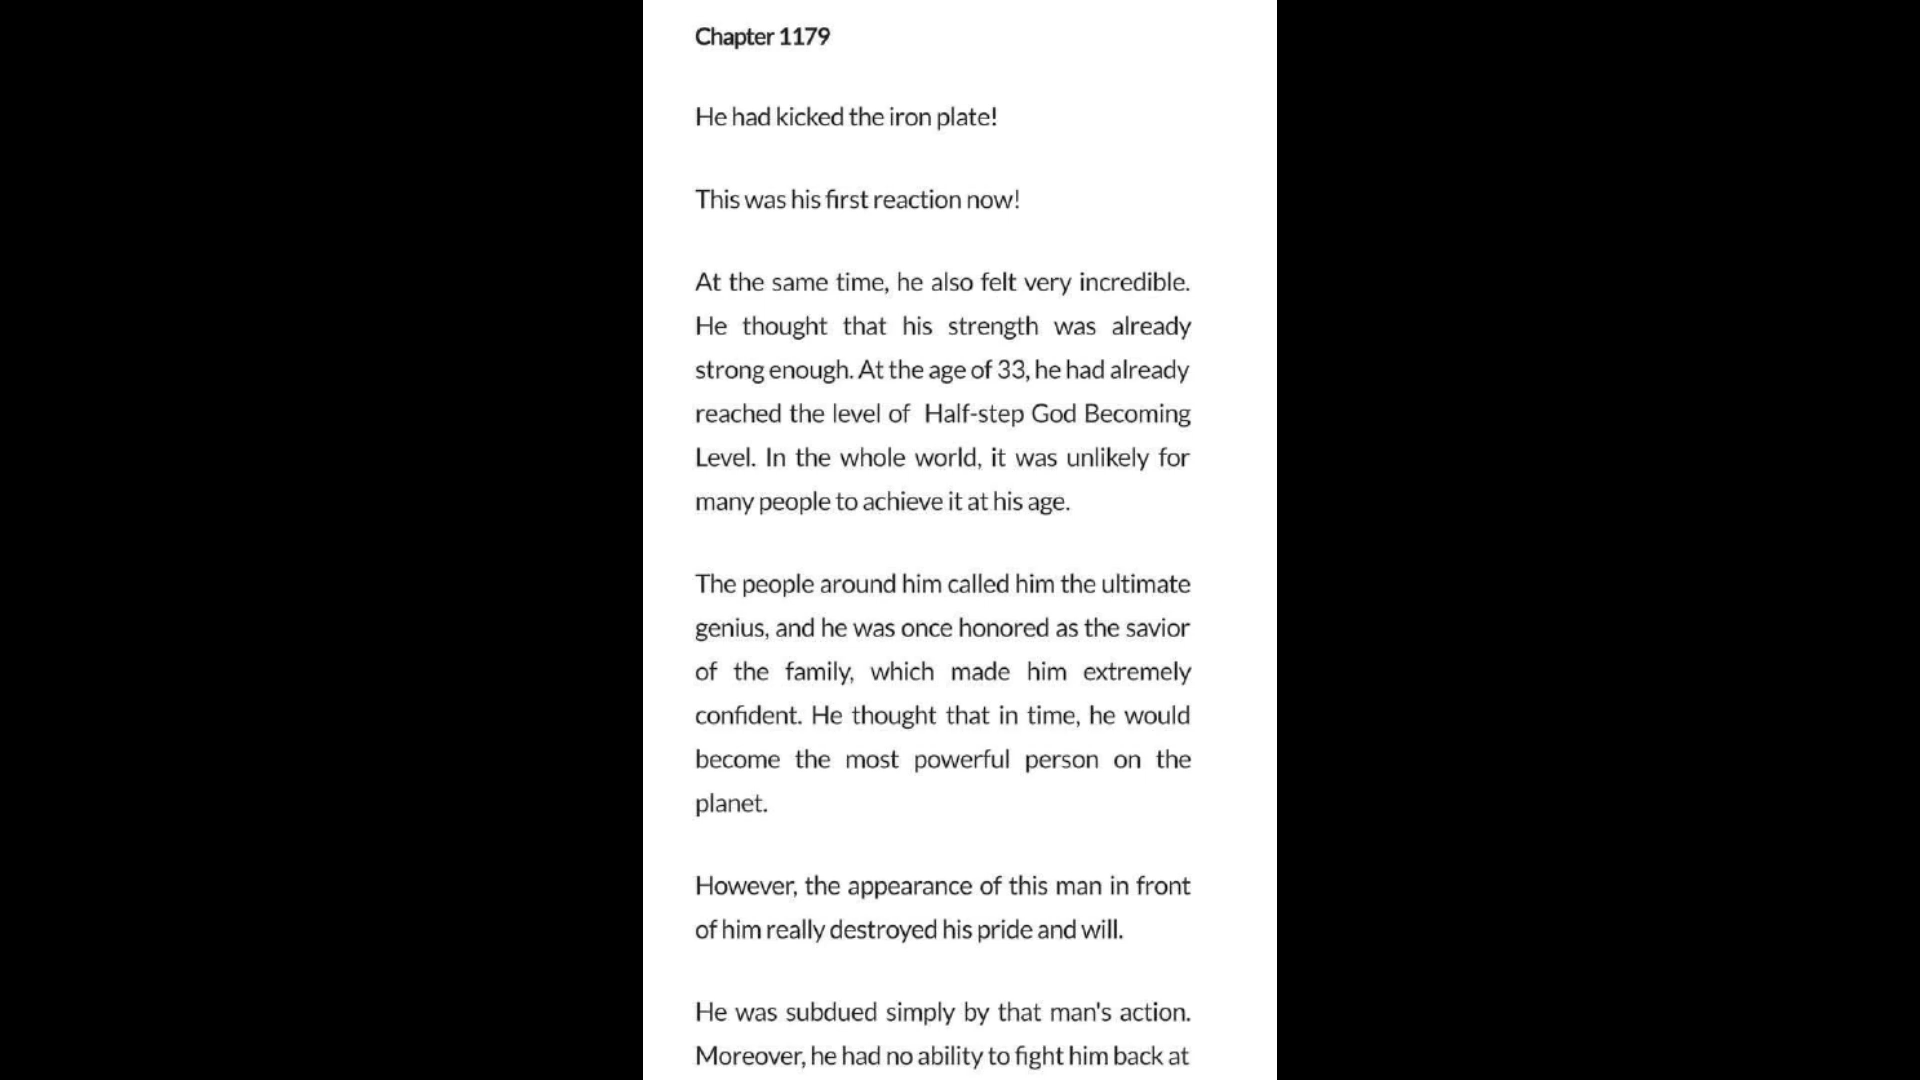 Chapter 1179
He had kicked the iron plate!
This was his first reaction now!
At the same time, he also felt very incredible.
He thought that his strength was already
strong enough. At the age of 33, he had already
reached the level of  Half-step God Becoming
Level. In the whole world, it was unlikely for
many people to achieve it at his age.
The people around him called him the ultimate
genius, and he was once honored as the savior
of the family, which made him extremely
confident. He thought that in time, he would
become the most powerful person on the
planet.
However, the appearance of this man in front
of him really destroyed his pride and will.
He was subdued simply by that man's action.
Moreover, he had no ability to fight him back at